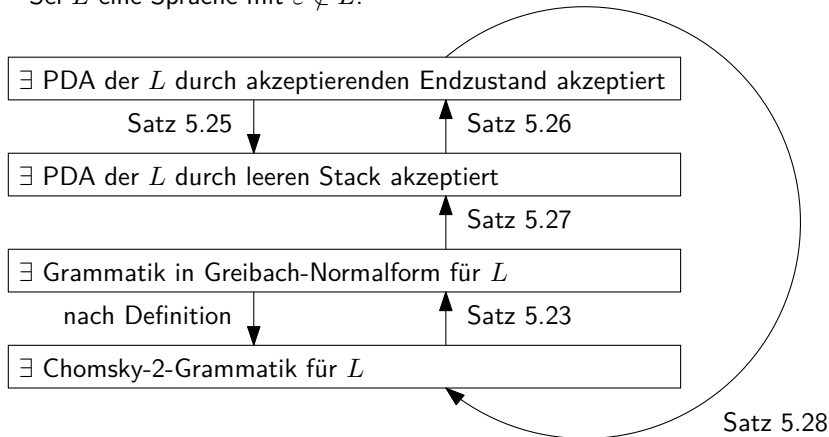 Sei L eine Sprache mit ε ∉ L.
∃ PDA der L durch akzeptierenden Endzustand akzeptiert
Satz 5.25
Satz 5.26
∃ PDA der L durch leeren Stack akzeptiert
Satz 5.27
∃ Grammatik in Greibach-Normalform für L
nach Definition
Satz 5.23
∃ Chomsky-2-Grammatik für L
Satz 5.28